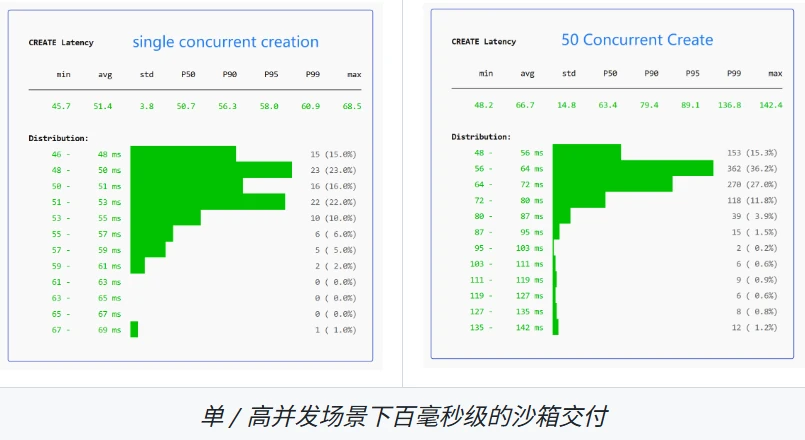 CREATE Latency single concurrent creation
min avg std P50 P90 P95 P99 max
45.7 51.4 3.8 50.7 56.3 58.0 60.9 68.5
Distribution:
46 - 48 ms 15 (15.0%)
48 - 50 ms 23 (23.0%)
50 - 51 ms 16 (16.0%)
51 - 53 ms 22 (22.0%)
53 - 55 ms 10 (10.0%)
55 - 57 ms 6 ( 6.0%)
57 - 59 ms 5 ( 5.0%)
59 - 61 ms 2 ( 2.0%)
61 - 63 ms 0 ( 0.0%)
63 - 65 ms 0 ( 0.0%)
65 - 67 ms 0 ( 0.0%)
67 - 69 ms 1 ( 1.0%)
CREATE Latency 50 Concurrent Create
min avg std P50 P90 P95 P99 max
48.2 66.7 14.8 63.4 79.4 89.1 136.8 142.4
Distribution:
48 - 56 ms 153 (15.3%)
56 - 64 ms 362 (36.2%)
64 - 72 ms 270 (27.0%)
72 - 80 ms 118 (11.8%)
80 - 87 ms 39 ( 3.9%)
87 - 95 ms 15 ( 1.5%)
95 - 103 ms 2 ( 0.2%)
103 - 111 ms 6 ( 0.6%)
111 - 119 ms 9 ( 0.9%)
119 - 127 ms 6 ( 0.6%)
127 - 135 ms 8 ( 0.8%)
135 - 142 ms 12 ( 1.2%)
单 / 高并发场景下百毫秒级的沙箱交付